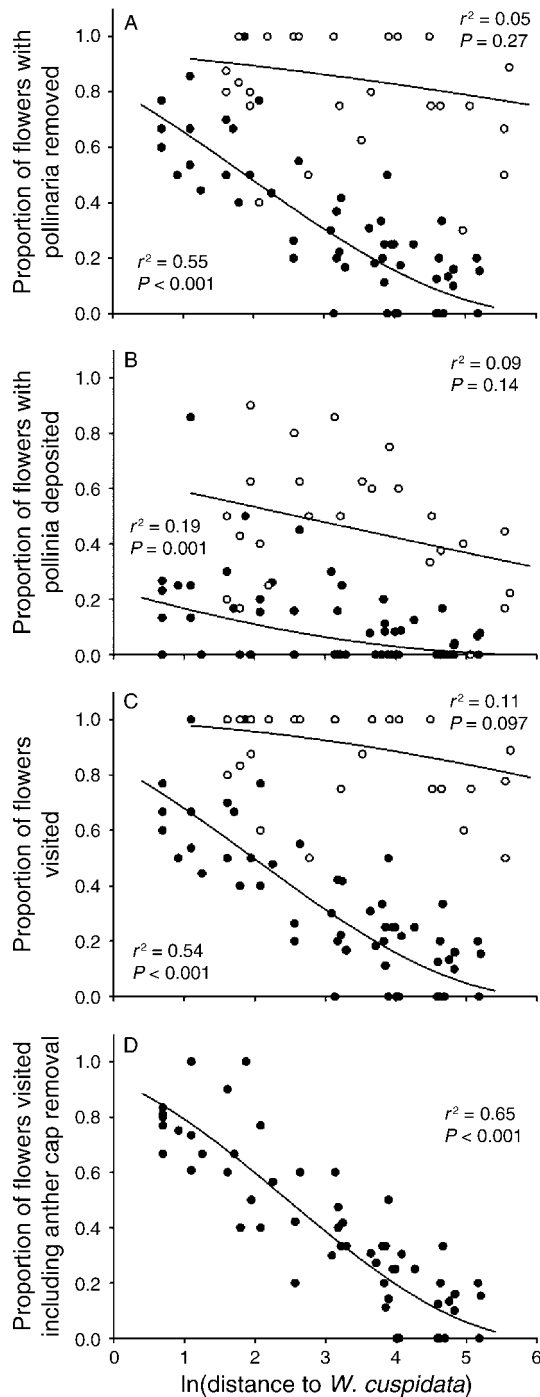 A
r² = 0.05
P = 0.27
Proportion of flowers with
pollinaria removed
1.0
0.8
0.6
0.4
0.2
0.0
r² = 0.55
P < 0.001
B
r² = 0.09
P = 0.14
Proportion of flowers with
pollinia deposited
1.0
0.8
0.6
0.4
0.2
0.0
r² = 0.19
P = 0.001
C
r² = 0.11
P = 0.097
Proportion of flowers
visited
1.0
0.8
0.6
0.4
0.2
0.0
r² = 0.54
P < 0.001
D
r² = 0.65
P < 0.001
Proportion of flowers visited
including anther cap removal
1.0
0.8
0.6
0.4
0.2
0.0
0 1 2 3 4 5 6
ln(distance to W. cuspidata)